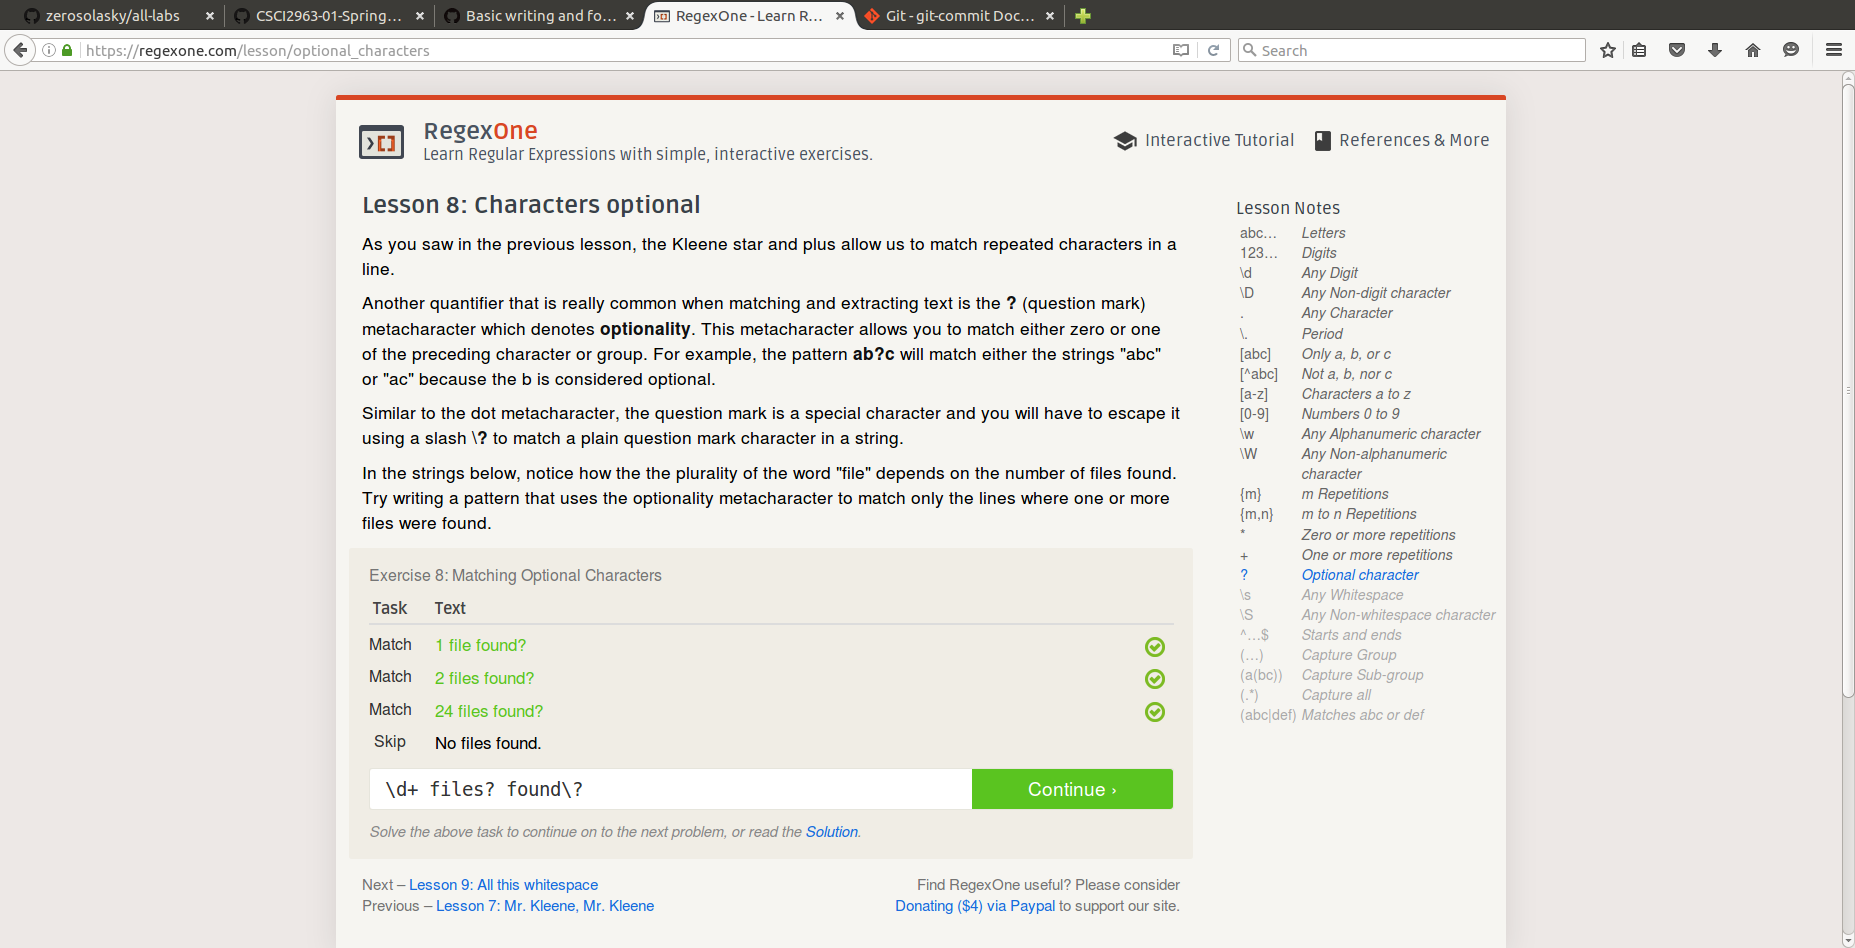 zerosolasky/all-labs
CSCI2963-01-Spring...
Basic writing and fo...
RegexOne - Learn R...
Git - git-commit Doc...
https://regexone.com/lesson/optional_characters
Search
RegexOne
Learn Regular Expressions with simple, interactive exercises.
Interactive Tutorial
References & More
Lesson 8: Characters optional
As you saw in the previous lesson, the Kleene star and plus allow us to match repeated characters in a
line.
Another quantifier that is really common when matching and extracting text is the ? (question mark)
metacharacter which denotes optionality. This metacharacter allows you to match either zero or one
of the preceding character or group. For example, the pattern ab?c will match either the strings "abc"
or "ac" because the b is considered optional.
Similar to the dot metacharacter, the question mark is a special character and you will have to escape it
using a slash \? to match a plain question mark character in a string.
In the strings below, notice how the the plurality of the word "file" depends on the number of files found.
Try writing a pattern that uses the optionality metacharacter to match only the lines where one or more
files were found.
Exercise 8: Matching Optional Characters
Task Text
Match 1 file found?
Match 2 files found?
Match 24 files found?
Skip No files found.
\d+ files? found\?
Continue ›
Solve the above task to continue on to the next problem, or read the Solution.
Next – Lesson 9: All this whitespace
Previous – Lesson 7: Mr. Kleene, Mr. Kleene
Find RegexOne useful? Please consider
Donating ($4) via Paypal to support our site.
Lesson Notes
abc… Letters
123… Digits
\d Any Digit
\D Any Non-digit character
. Any Character
\. Period
[abc] Only a, b, or c
[^abc] Not a, b, nor c
[a-z] Characters a to z
[0-9] Numbers 0 to 9
\w Any Alphanumeric character
\W Any Non-alphanumeric
character
{m} m Repetitions
{m,n} m to n Repetitions
* Zero or more repetitions
+ One or more repetitions
? Optional character
\s Any Whitespace
\S Any Non-whitespace character
^…$ Starts and ends
(…) Capture Group
(a(bc)) Capture Sub-group
(.*) Capture all
(abc|def) Matches abc or def